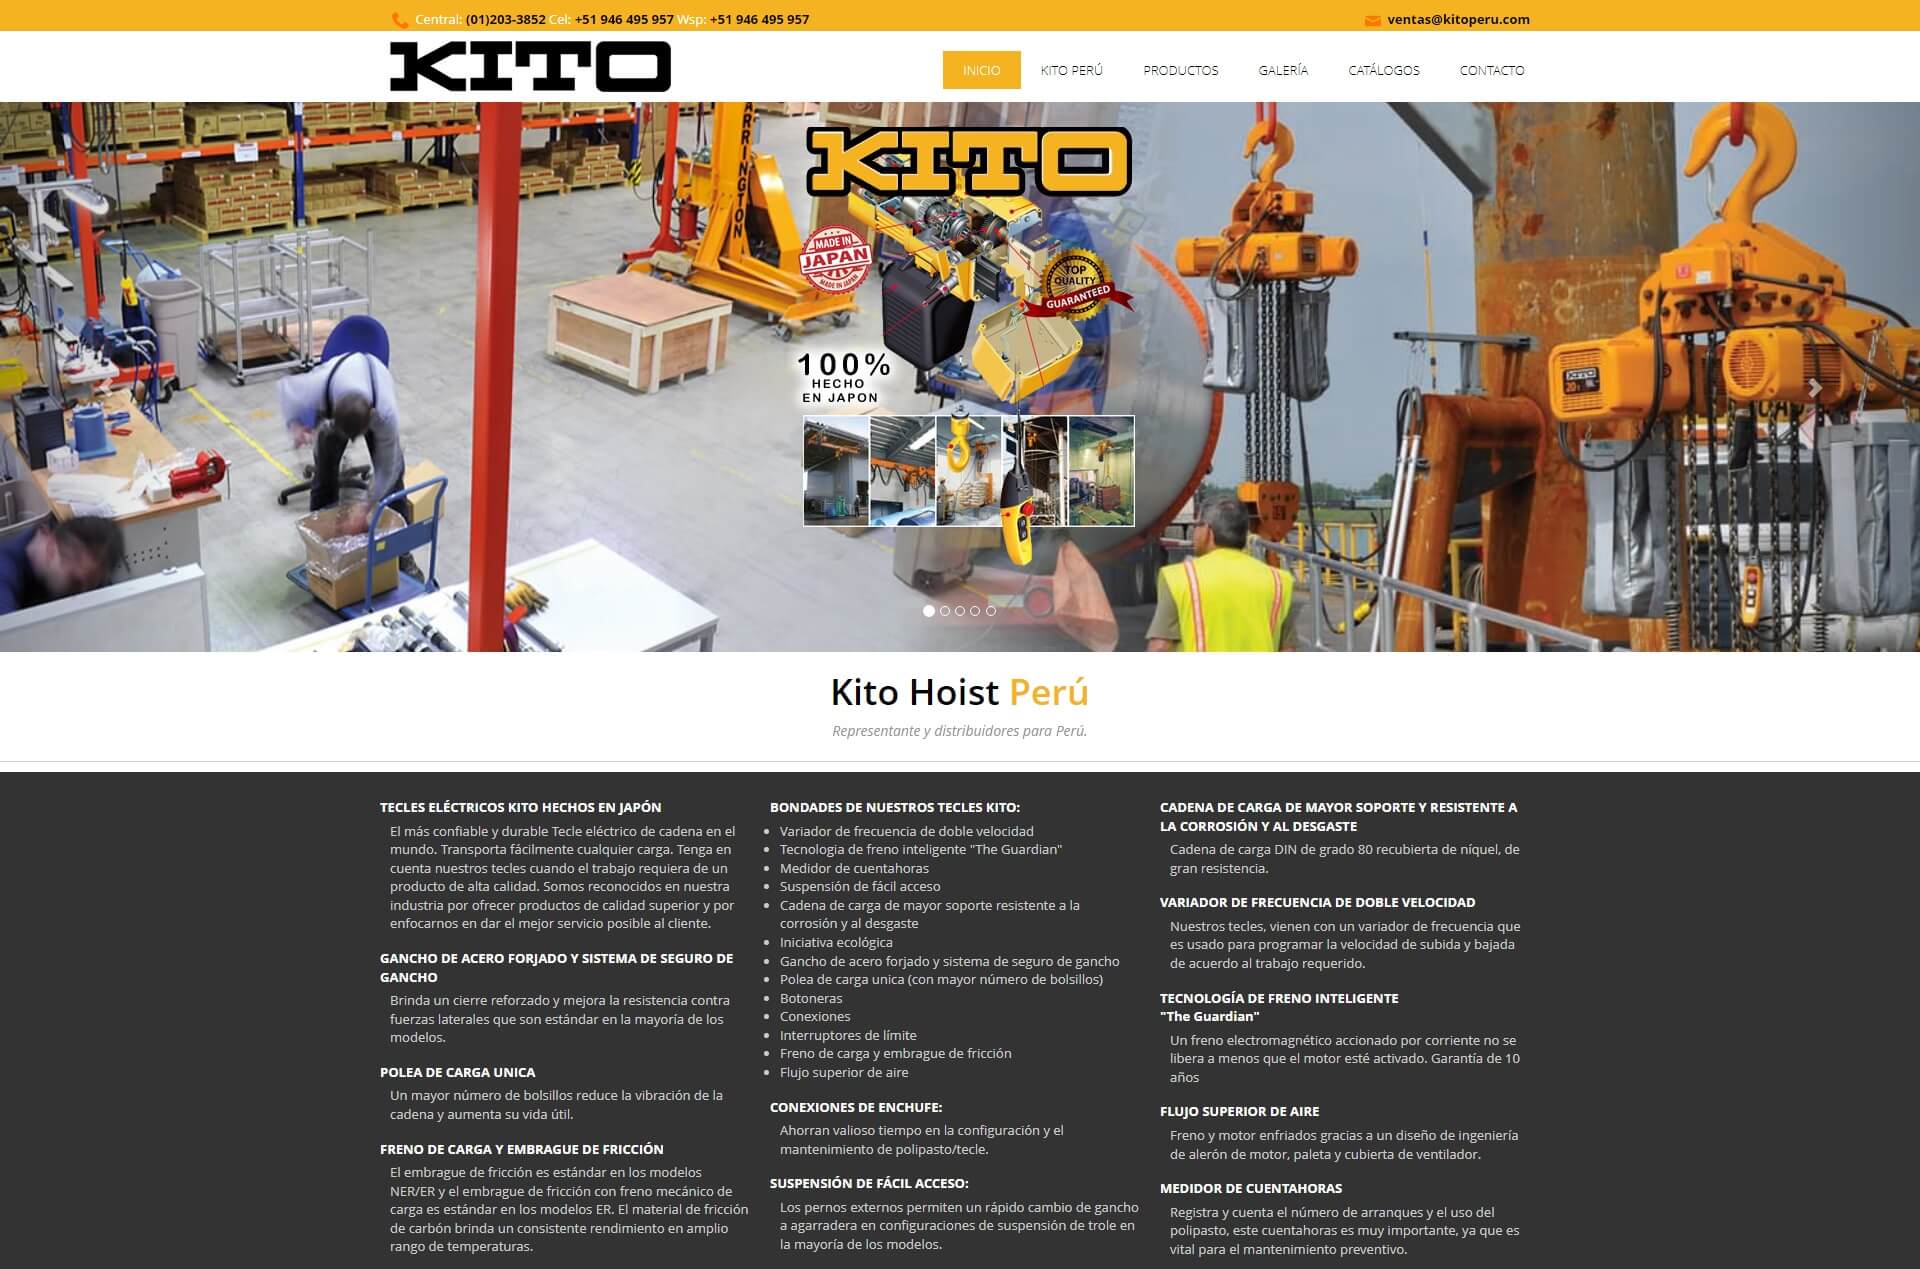 Central: (01)203-3852 Cel: +51 946 495 957 Wsp: +51 946 495 957
ventas@kitoperu.com
KITO
INICIO
KITO PERÚ
PRODUCTOS
GALERÍA
CATÁLOGOS
CONTACTO
KITO
HARRINGTON
MADE IN
JAPAN
MADE IN JAPAN
TOP
QUALITY
GUARANTEED
100%
HECHO
EN JAPON
KITO
Kito Hoist Perú
Representante y distribuidores para Perú.
TECLES ELÉCTRICOS KITO HECHOS EN JAPÓN
El más confiable y durable Tecle eléctrico de cadena en el
mundo. Transporta fácilmente cualquier carga. Tenga en
cuenta nuestros tecles cuando el trabajo requiera de un
producto de alta calidad. Somos reconocidos en nuestra
industria por ofrecer productos de calidad superior y por
enfocarnos en dar el mejor servicio posible al cliente.
GANCHO DE ACERO FORJADO Y SISTEMA DE SEGURO DE
GANCHO
Brinda un cierre reforzado y mejora la resistencia contra
fuerzas laterales que son estándar en la mayoría de los
modelos.
POLEA DE CARGA UNICA
Un mayor número de bolsillos reduce la vibración de la
cadena y aumenta su vida útil.
FRENO DE CARGA Y EMBRAGUE DE FRICCIÓN
El embrague de fricción es estándar en los modelos
NER/ER y el embrague de fricción con freno mecánico de
carga es estándar en los modelos ER. El material de fricción
de carbón brinda un consistente rendimiento en amplio
rango de temperaturas.
BONDADES DE NUESTROS TECLES KITO:
Variador de frecuencia de doble velocidad
Tecnologia de freno inteligente "The Guardian"
Medidor de cuentahoras
Suspensión de fácil acceso
Cadena de carga de mayor soporte resistente a la
corrosión y al desgaste
Iniciativa ecológica
Gancho de acero forjado y sistema de seguro de gancho
Polea de carga unica (con mayor número de bolsillos)
Botoneras
Conexiones
Interruptores de límite
Freno de carga y embrague de fricción
Flujo superior de aire
CONEXIONES DE ENCHUFE:
Ahorran valioso tiempo en la configuración y el
mantenimiento de polipasto/tecle.
SUSPENSIÓN DE FÁCIL ACCESO:
Los pernos externos permiten un rápido cambio de gancho
a agarradera en configuraciones de suspensión de trole en
la mayoría de los modelos.
CADENA DE CARGA DE MAYOR SOPORTE Y RESISTENTE A
LA CORROSIÓN Y AL DESGASTE
Cadena de carga DIN de grado 80 recubierta de níquel, de
gran resistencia.
VARIADOR DE FRECUENCIA DE DOBLE VELOCIDAD
Nuestros tecles, vienen con un variador de frecuencia que
es usado para programar la velocidad de subida y bajada
de acuerdo al trabajo requerido.
TECNOLOGÍA DE FRENO INTELIGENTE
"The Guardian"
Un freno electromagnético accionado por corriente no se
libera a menos que el motor esté activado. Garantía de 10
años
FLUJO SUPERIOR DE AIRE
Freno y motor enfriados gracias a un diseño de ingeniería
de alerón de motor, paleta y cubierta de ventilador.
MEDIDOR DE CUENTAHORAS
Registra y cuenta el número de arranques y el uso del
polipasto, este cuentahoras es muy importante, ya que es
vital para el mantenimiento preventivo.